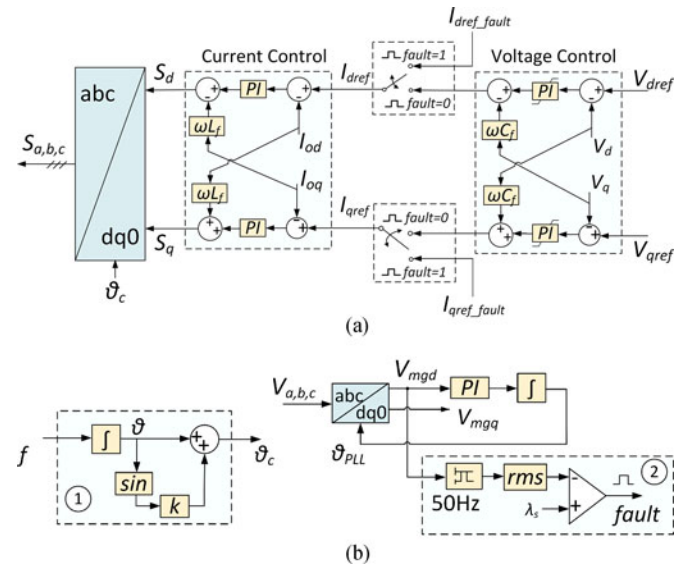 I_dref_fault
Current Control
Voltage Control
fault=1
fault=0
S_d
I_dref
V_dref
abc
PI
PI
ωL_f
ωC_f
I_od
V_d
S_a,b,c
I_oq
V_q
ωL_f
ωC_f
I_qref
fault=0
dq0
S_q
PI
PI
V_qref
fault=1
ϑ_c
I_qref_fault
(a)
V_a,b,c
abc
dq0
V_mgd
V_mgq
PI
∫
ϑ_PLL
f
∫
ϑ
ϑ_c
sin
k
1
50Hz
rms
λ_s
fault
2
(b)